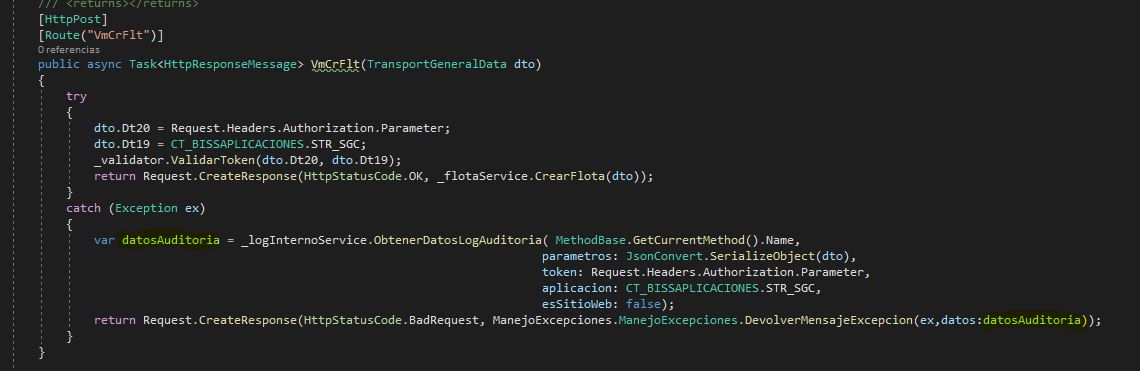 /// <returns></returns>
[HttpPost]
[Route("VmCrFlt")]
0 referencias
public async Task<HttpResponseMessage> VmCrFlt(TransportGeneralData dto)
{
try
{
dto.Dt20 = Request.Headers.Authorization.Parameter;
dto.Dt19 = CT_BISSAPLICACIONES.STR_SGC;
_validator.ValidarToken(dto.Dt20, dto.Dt19);
return Request.CreateResponse(HttpStatusCode.OK, _flotaService.CrearFlota(dto));
}
catch (Exception ex)
{
var datosAuditoria = _logInternoService.ObtenerDatosLogAuditoria( MethodBase.GetCurrentMethod().Name,
parametros: JsonConvert.SerializeObject(dto),
token: Request.Headers.Authorization.Parameter,
aplicacion: CT_BISSAPLICACIONES.STR_SGC,
esSitioWeb: false);
return Request.CreateResponse(HttpStatusCode.BadRequest, ManejoExcepciones.ManejoExcepciones.DevolverMensajeExcepcion(ex,datos:datosAuditoria));
}
}